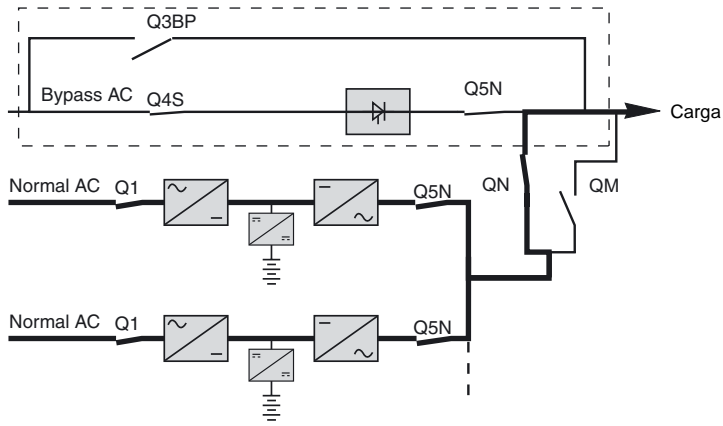 Q3BP
Bypass AC
Q4S
Q5N
Carga
Normal AC
Q1
Q5N
QN
QM
Normal AC
Q1
Q5N